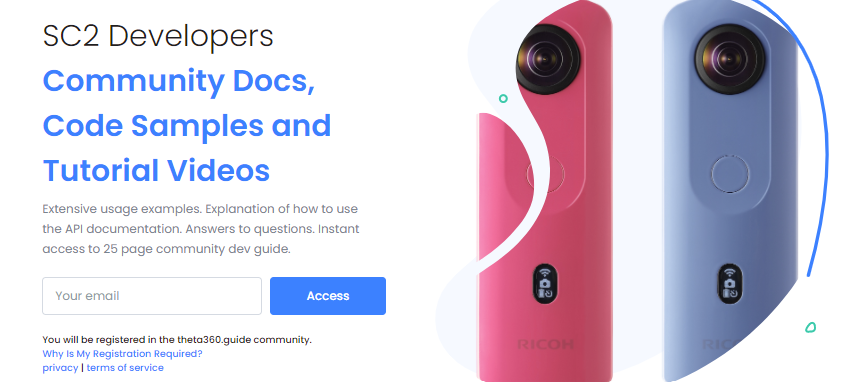 SC2 Developers
Community Docs,
Code Samples and
Tutorial Videos
Extensive usage examples. Explanation of how to use
the API documentation. Answers to questions. Instant
access to 25 page community dev guide.
Your email
Access
You will be registered in the theta360.guide community.
Why Is My Registration Required?
privacy | terms of service
RICOH
RICOH